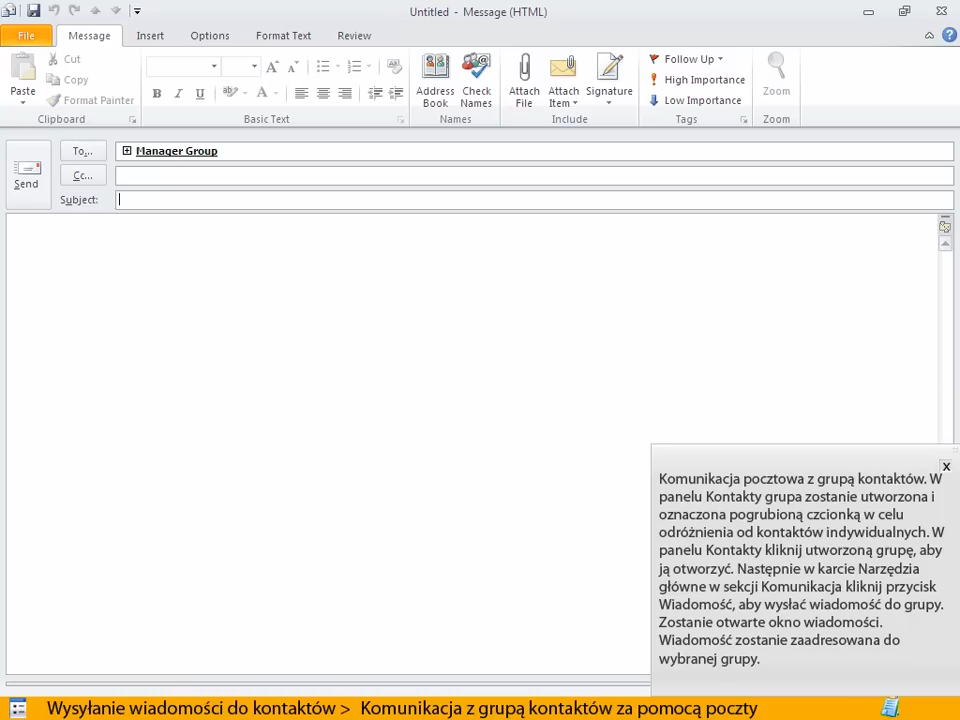 Untitled - Message (HTML)
File
Message
Insert
Options
Format Text
Review
Paste
Cut
Copy
Format Painter
Clipboard
B I U
Basic Text
Address Book
Check Names
Names
Attach File
Attach Item
Signature
Include
Follow Up
High Importance
Low Importance
Tags
Zoom
Zoom
Send
To...
Manager Group
Cc...
Subject:
x
Komunikacja pocztowa z grupą kontaktów. W
panelu Kontakty grupa zostanie utworzona i
oznaczona pogrubioną czcionką w celu
odróżnienia od kontaktów indywidualnych. W
panelu Kontakty kliknij utworzoną grupę, aby
ją otworzyć. Następnie w karcie Narzędzia
główne w sekcji Komunikacja kliknij przycisk
Wiadomość, aby wysłać wiadomość do grupy.
Zostanie otwarte okno wiadomości.
Wiadomość zostanie zaadresowana do
wybranej grupy.
Wysyłanie wiadomości do kontaktów > Komunikacja z grupą kontaktów za pomocą poczty